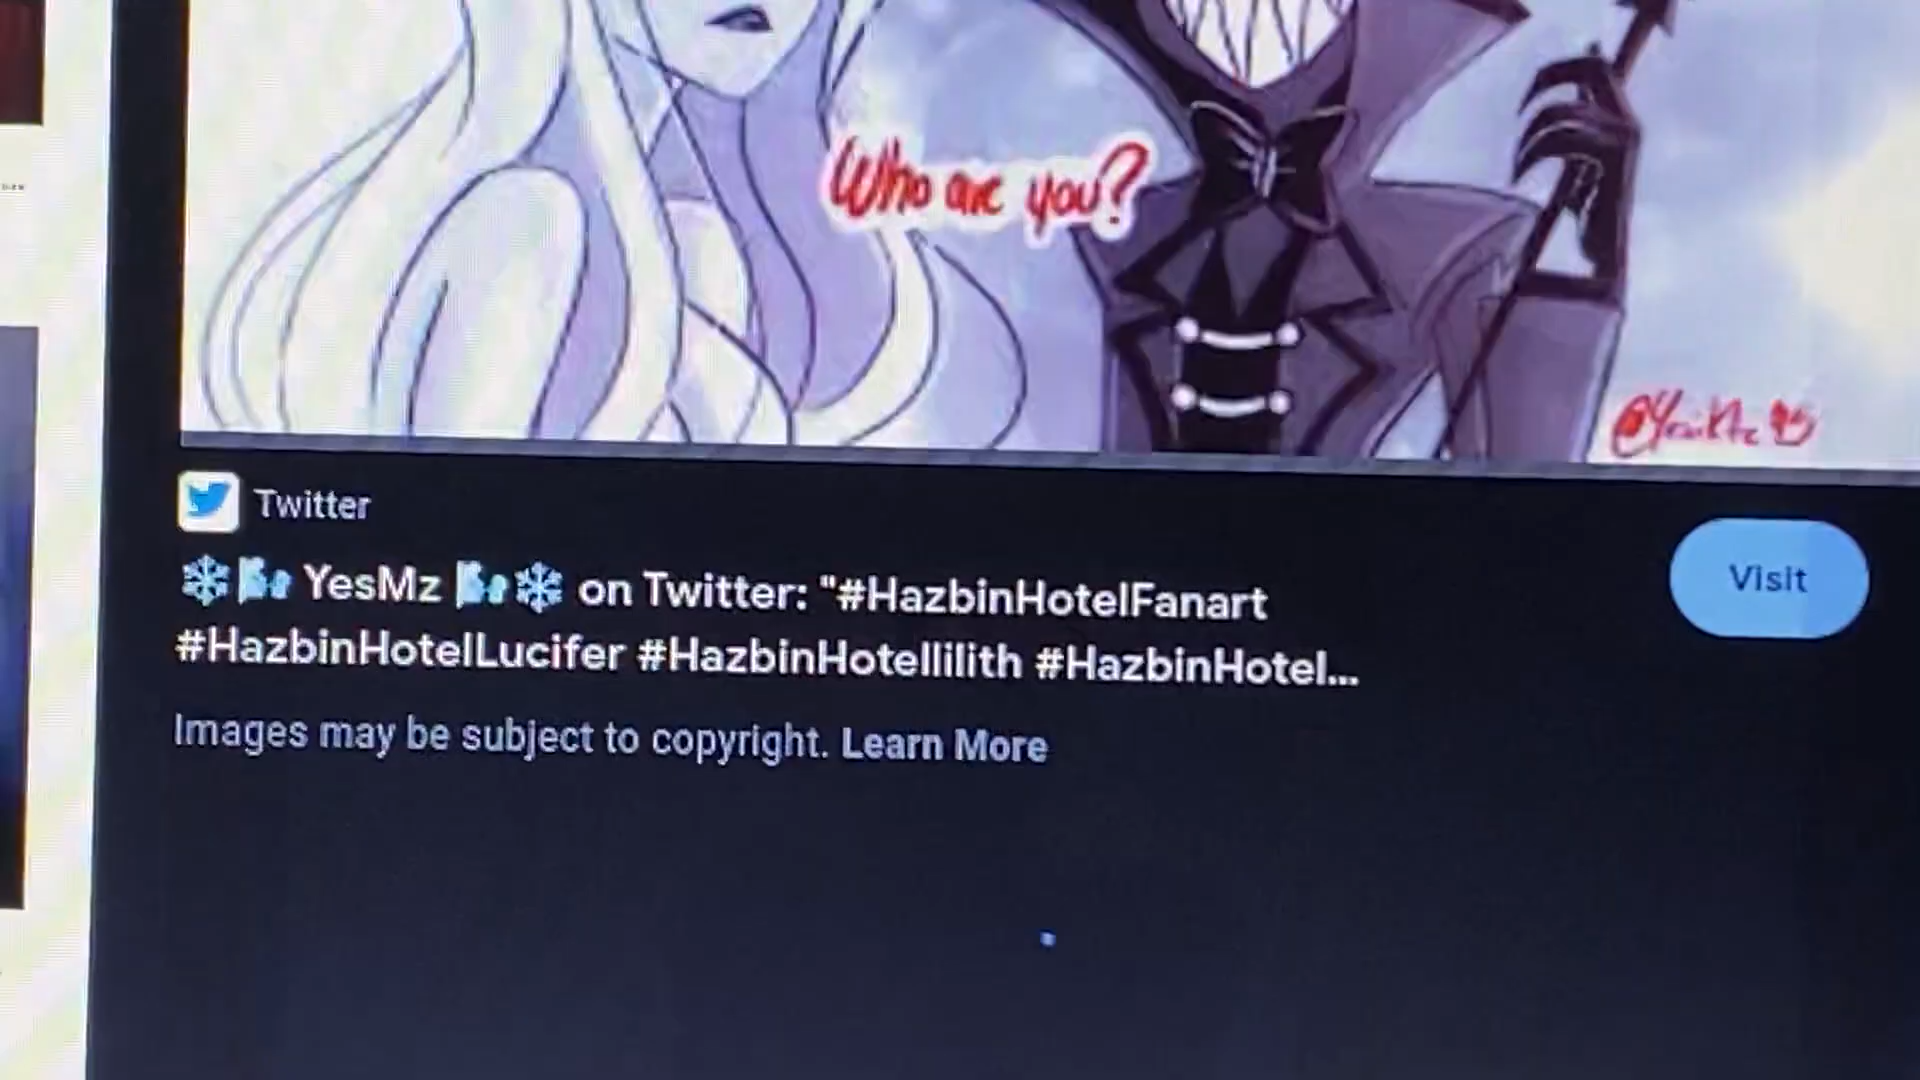 Who are you?
Twitter
❄️🌬️ YesMz 🌬️❄️ on Twitter: "#HazbinHotelFanart
#HazbinHotelLucifer #HazbinHotellilith #HazbinHotel...
Visit
Images may be subject to copyright. Learn More